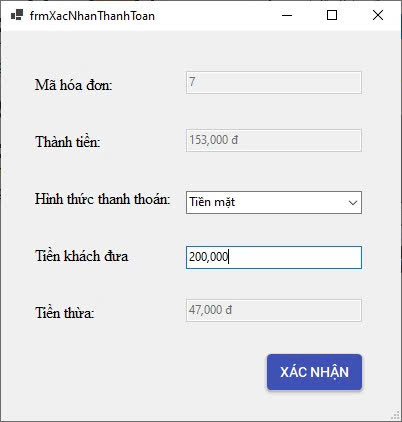 frmXacNhanThanhToan
Mã hóa đơn: 7
Thành tiền: 153,000 đ
Hình thức thanh thoán: Tiền mặt
Tiền khách đưa 200,000
Tiền thừa: 47,000 đ
XÁC NHẬN